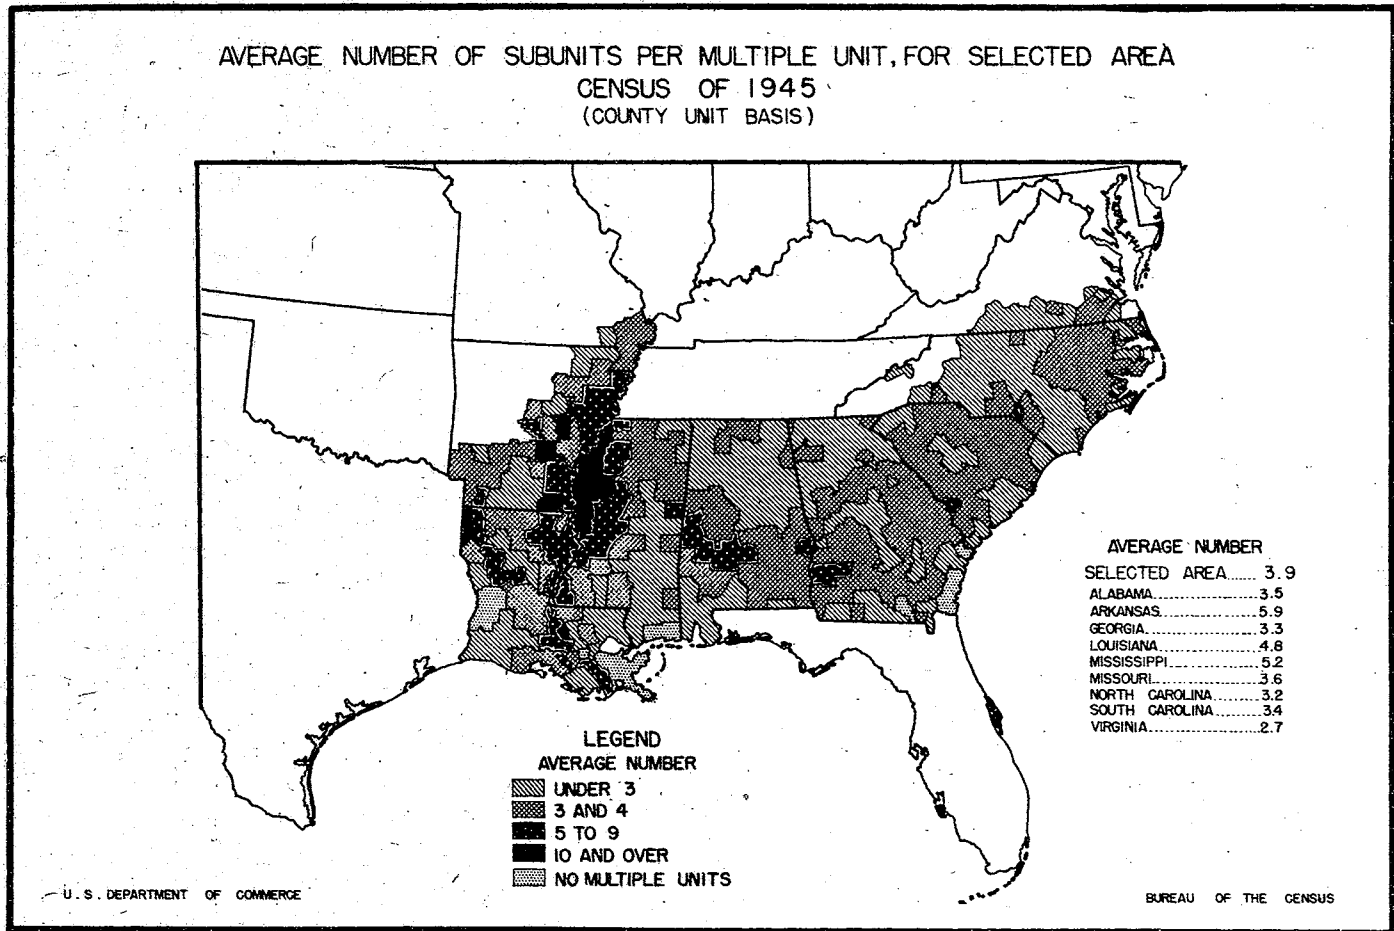 AVERAGE NUMBER OF SUBUNITS PER MULTIPLE UNIT, FOR SELECTED AREA
CENSUS OF 1945
(COUNTY UNIT BASIS)
AVERAGE NUMBER
SELECTED AREA...... 3.9
ALABAMA....................3.5
ARKANSAS...................5.9
GEORGIA.....................3.3
LOUISIANA...................4.8
MISSISSIPPI.................5.2
MISSOURI....................3.6
NORTH CAROLINA.........3.2
SOUTH CAROLINA.........3.4
VIRGINIA.....................2.7
LEGEND
AVERAGE NUMBER
UNDER 3
3 AND 4
5 TO 9
10 AND OVER
NO MULTIPLE UNITS
U.S. DEPARTMENT OF COMMERCE
BUREAU OF THE CENSUS